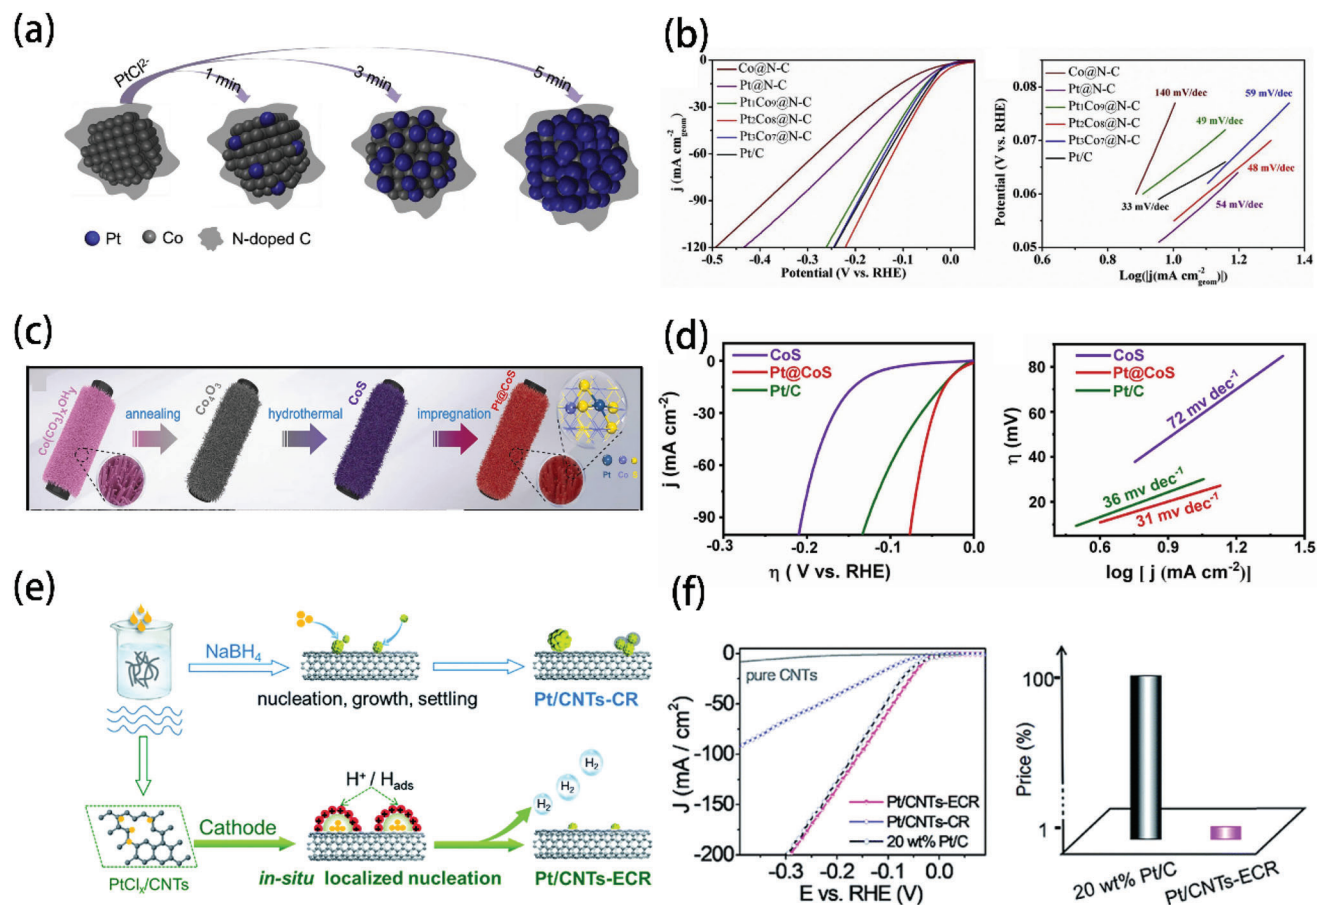 (a)
PtCl²⁻
1 min
3 min
5 min
Pt
Co
N-doped C
(b)
0
-30
-60
-90
-120
j (mA cm⁻²geom)
Co@N-C
Pt@N-C
Pt₁Co₉@N-C
Pt₂Co₈@N-C
Pt₃Co₇@N-C
Pt/C
-0.5
-0.4
-0.3
-0.2
-0.1
0.0
Potential (V vs. RHE)
0.08
0.07
0.06
0.05
Potential (V vs. RHE)
Co@N-C
Pt@N-C
Pt₁Co₉@N-C
Pt₂Co₈@N-C
Pt₃Co₇@N-C
Pt/C
140 mV/dec
59 mV/dec
49 mV/dec
48 mV/dec
33 mV/dec
54 mV/dec
0.6
0.8
1.0
1.2
1.4
Log(|j(mA cm⁻²geom)|)
(c)
Co(CO₃)ₓOHᵧ
annealing
Co₄O₃
hydrothermal
CoS
impregnation
Pt@CoS
Pt
Co
S
(d)
0
-30
-60
-90
j (mA cm⁻²)
CoS
Pt@CoS
Pt/C
-0.3
-0.2
-0.1
0.0
η ( V vs. RHE)
80
60
40
20
η (mV)
CoS
Pt@CoS
Pt/C
72 mv dec⁻¹
36 mv dec⁻¹
31 mv dec⁻¹
0.6
0.9
1.2
1.5
log [ j (mA cm⁻²)]
(e)
NaBH₄
nucleation, growth, settling
Pt/CNTs-CR
H⁺ / Hads
H₂
H₂
H₂
Cathode
PtClₓ/CNTs
in-situ localized nucleation
Pt/CNTs-ECR
(f)
0
-50
-100
-150
-200
J (mA / cm²)
pure CNTs
Pt/CNTs-ECR
Pt/CNTs-CR
20 wt% Pt/C
-0.3
-0.2
-0.1
0.0
E vs. RHE (V)
100
1
Price (%)
20 wt% Pt/C
Pt/CNTs-ECR